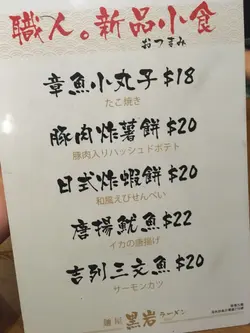 職人。新品小食
おつまみ
章魚小丸子 $18
たこ焼き
豚肉炸薯餅 $20
豚肉入りハッシュドポテト
日式炸蝦餅 $20
和風えびせんべい
唐揚魷魚 $22
イカの唐揚げ
吉列三文魚 $20
サーモンカツ
麺屋 黒岩 ラーメン